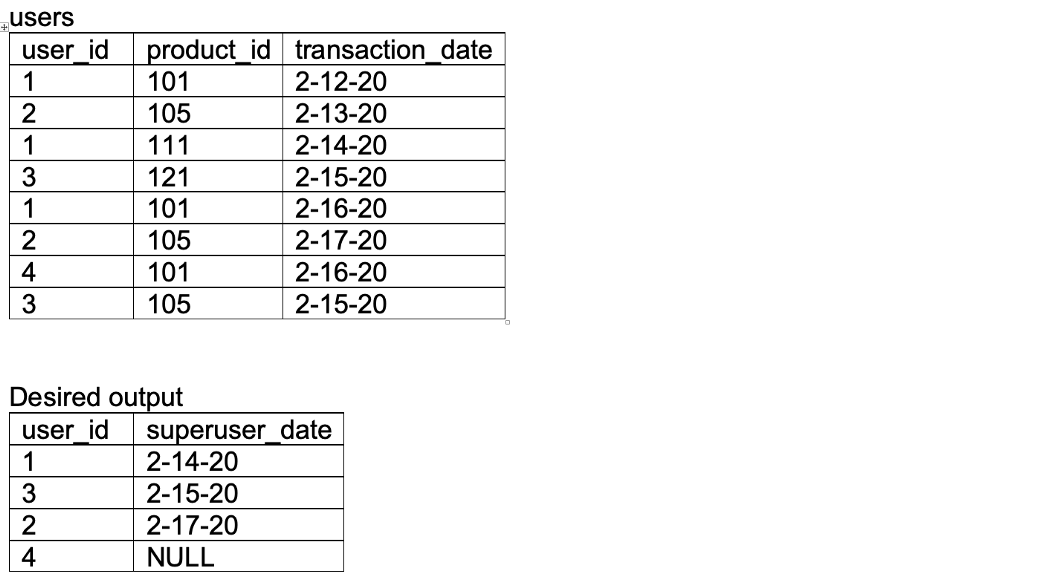 users
user_id product_id transaction_date
1 101 2-12-20
2 105 2-13-20
1 111 2-14-20
3 121 2-15-20
1 101 2-16-20
2 105 2-17-20
4 101 2-16-20
3 105 2-15-20
Desired output
user_id superuser_date
1 2-14-20
3 2-15-20
2 2-17-20
4 NULL